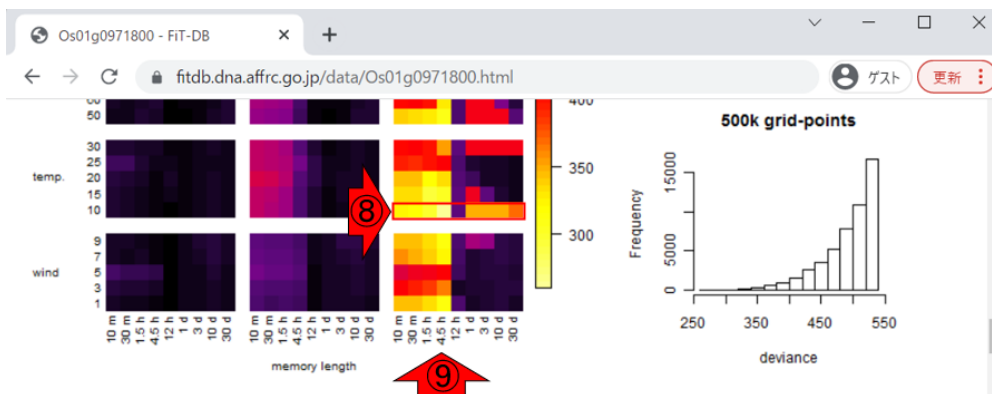 Os01g0971800 - FiT-DB
fitdb.dna.affrc.go.jp/data/Os01g0971800.html
ゲスト
更新
50
400
350
300
temp.
30
25
20
15
10
⑧
wind
9
7
5
3
1
10 m
30 m
1.5 h
4.5 h
12 h
1 d
3 d
10 d
30 d
10 m
30 m
1.5 h
4.5 h
12 h
1 d
3 d
10 d
30 d
10 m
30 m
1.5 h
4.5 h
12 h
1 d
3 d
10 d
30 d
memory length
⑨
500k grid-points
Frequency
15000
5000
0
250
350
450
550
deviance